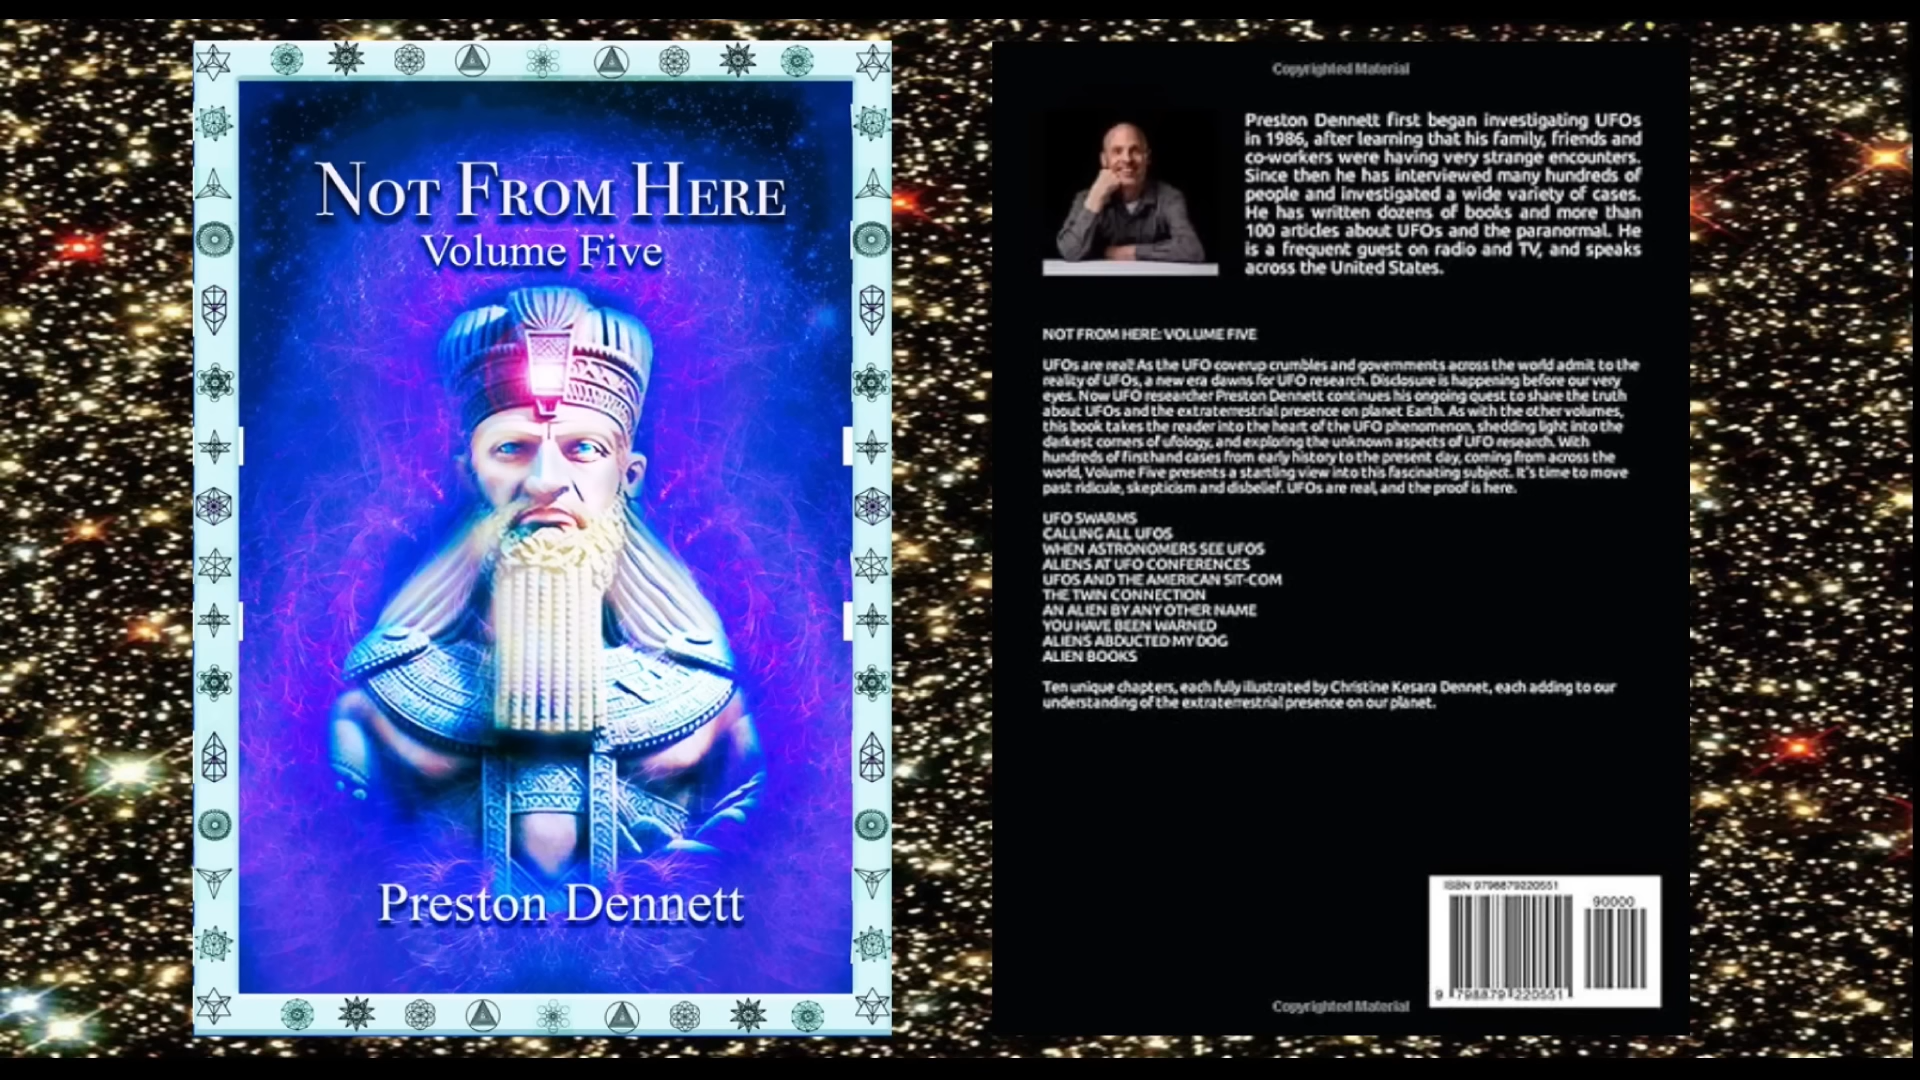 NOT FROM HERE
Volume Five
Preston Dennett
Copyrighted Material
Preston Dennett first began investigating UFOs
in 1986, after learning that his family, friends and
co-workers were having very strange encounters.
Since then he has interviewed many hundreds of
people and investigated a wide variety of cases.
He has written dozens of books and more than
100 articles about UFOs and the paranormal. He
is a frequent guest on radio and TV, and speaks
across the United States.
NOT FROM HERE: VOLUME FIVE
UFOs are real! As the UFO coverup crumbles and governments across the world admit to the
reality of UFOs, a new era dawns for UFO research. Disclosure is happening before our very
eyes. Now UFO researcher Preston Dennett continues his ongoing quest to share the truth
about UFOs and the extraterrestrial presence on planet Earth. As with the other volumes,
this book takes the reader into the heart of the UFO phenomenon, shedding light into the
darkest corners of ufology, and exploring the unknown aspects of UFO research. With
hundreds of firsthand cases from early history to the present day, coming from across the
world, Volume Five presents a startling view into this fascinating subject. It's time to move
past ridicule, skepticism and disbelief. UFOs are real, and the proof is here.
UFO SWARMS
CALLING ALL UFOS
WHEN ASTRONOMERS SEE UFOS
ALIENS AT UFO CONFERENCES
UFOS AND THE AMERICAN SIT-COM
THE TWIN CONNECTION
AN ALIEN BY ANY OTHER NAME
YOU HAVE BEEN WARNED
ALIENS ABDUCTED MY DOG
ALIEN BOOKS
Ten unique chapters, each fully illustrated by Christine Kesara Dennet, each adding to our
understanding of the extraterrestrial presence on our planet.
ISBN 9798879220551
90000
9 798879 220551
Copyrighted Material